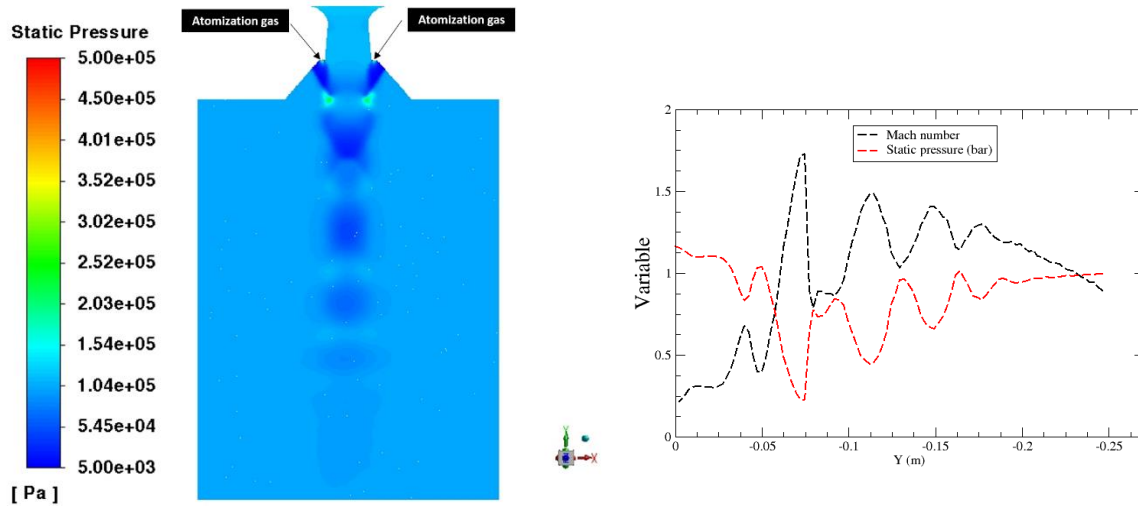 Atomization gas
Atomization gas
Static Pressure
5.00e+05
4.50e+05
4.01e+05
3.52e+05
3.02e+05
2.52e+05
2.03e+05
1.54e+05
1.04e+05
5.45e+04
5.00e+03
[ Pa ]
Y
X
2
1.5
1
0.5
0
Variable
Mach number
Static pressure (bar)
0
-0.05
-0.1
-0.15
-0.2
-0.25
Y (m)